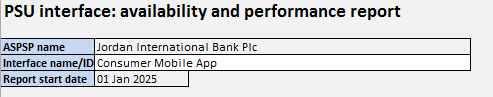 PSU interface: availability and performance report
ASPSP name Jordan International Bank Plc
Interface name/ID Consumer Mobile App
Report start date 01 Jan 2025